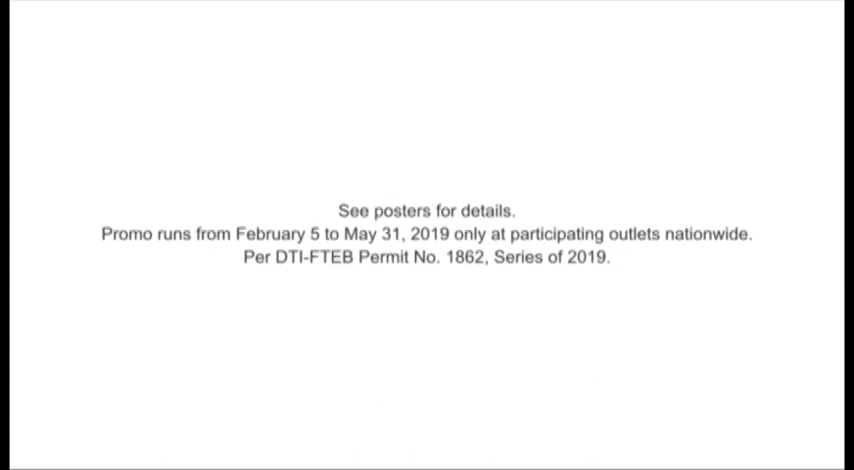 See posters for details.
Promo runs from February 5 to May 31, 2019 only at participating outlets nationwide.
Per DTI-FTEB Permit No. 1862, Series of 2019.